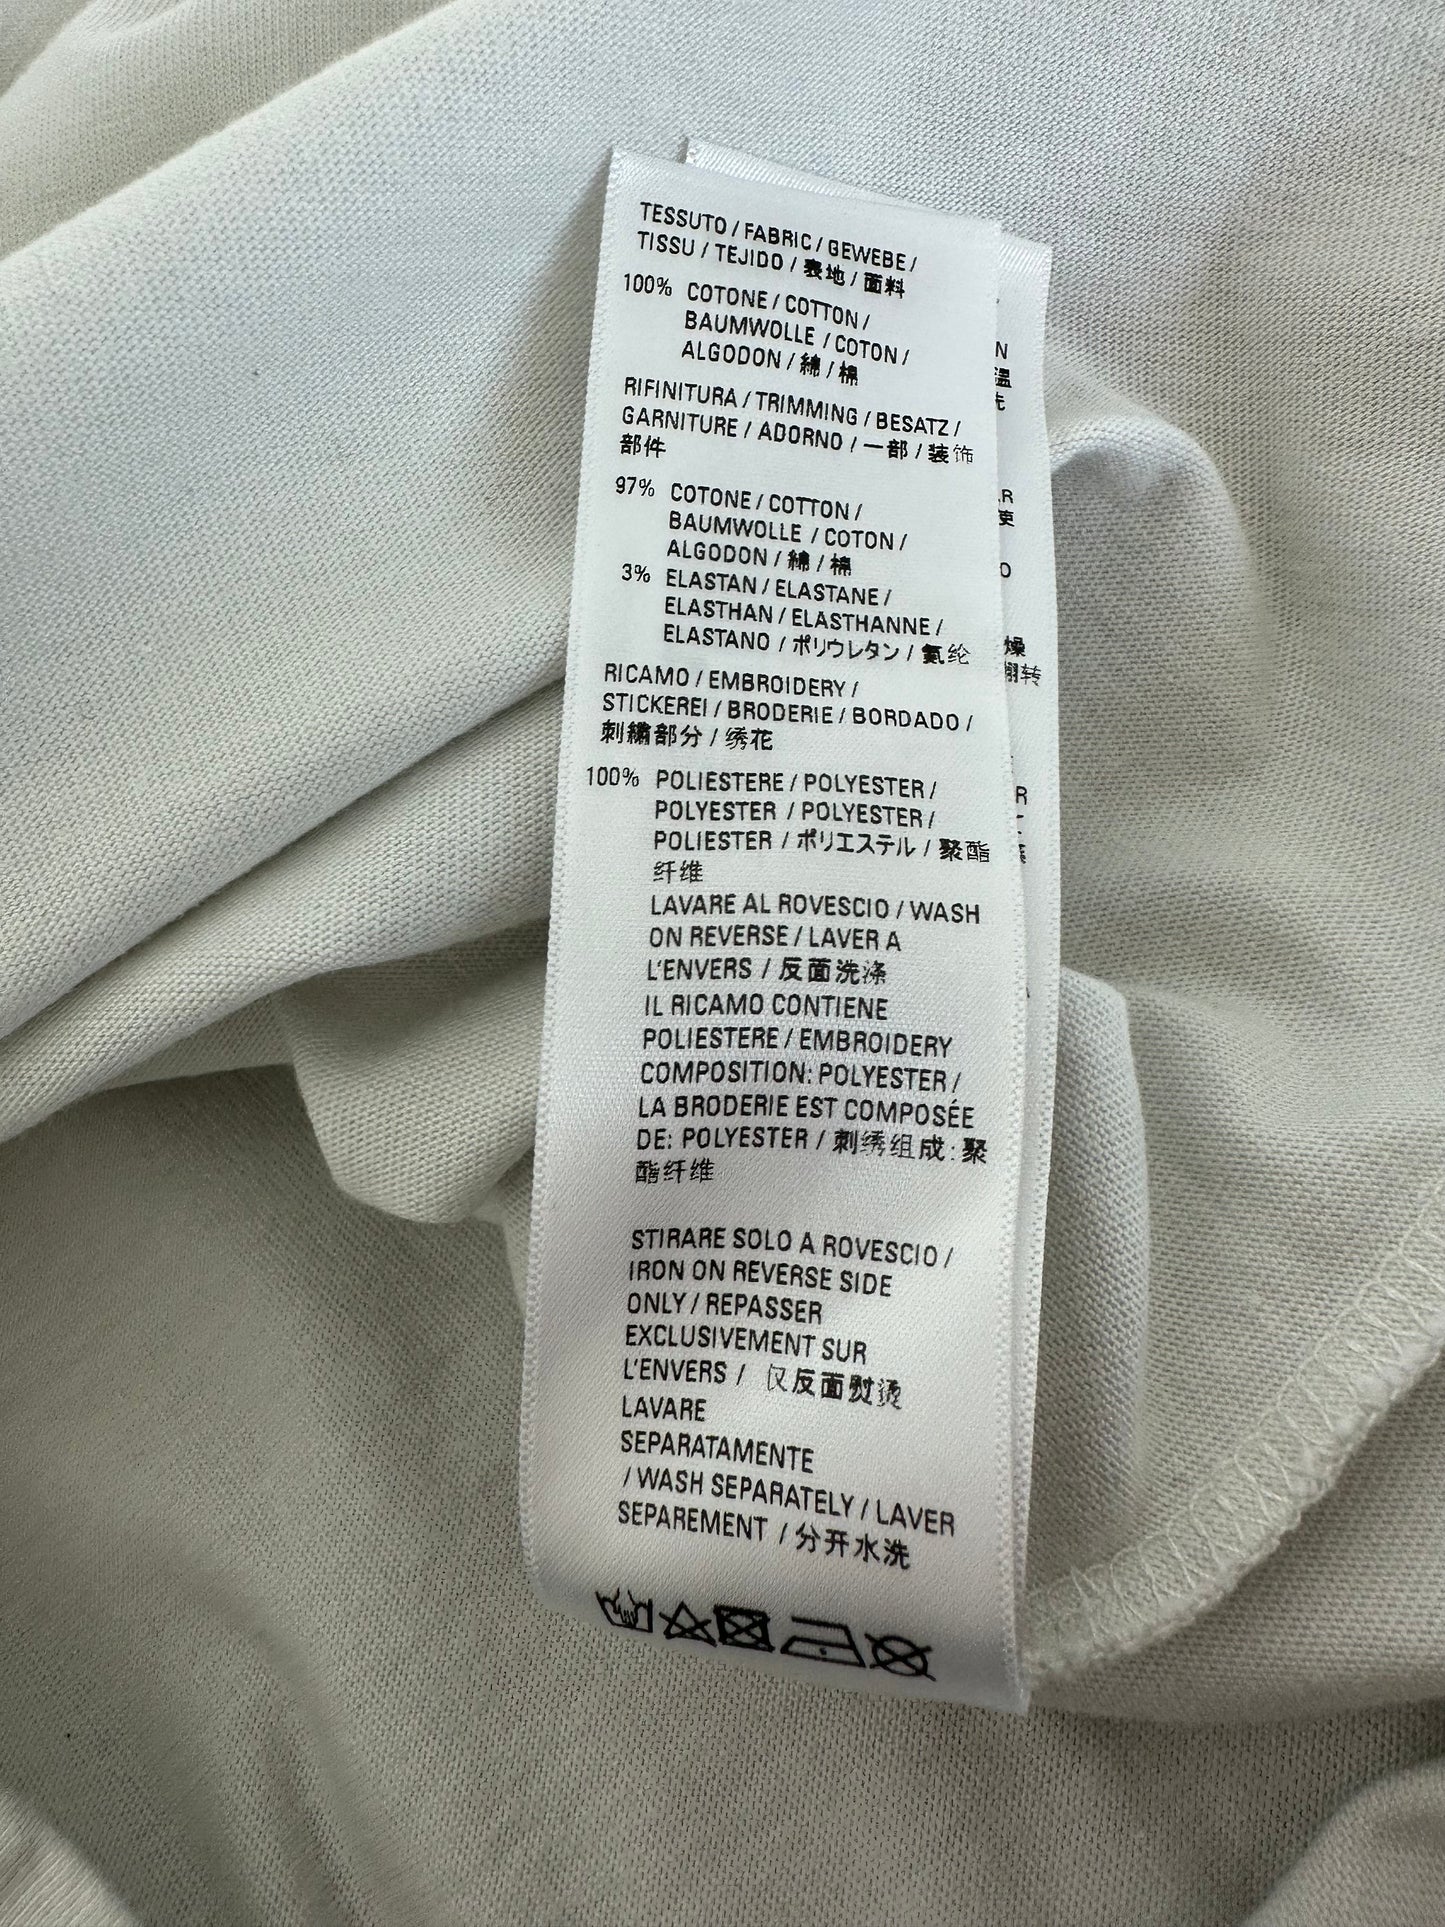 TESSUTO / FABRIC / GEWEBE /
TISSU / TEJIDO / 表地 / 面料
100% COTONE / COTTON /
BAUMWOLLE / COTON /
ALGODON / 綿 / 棉
RIFINITURA / TRIMMING / BESATZ /
GARNITURE / ADORNO / 一部 / 装饰
部件
97% COTONE / COTTON /
BAUMWOLLE / COTON /
ALGODON / 綿 / 棉
3% ELASTAN / ELASTANE /
ELASTHAN / ELASTHANNE /
ELASTANO / ポリウレタン / 氨纶
RICAMO / EMBROIDERY /
STICKEREI / BRODERIE / BORDADO /
刺繍部分 / 绣花
100% POLIESTERE / POLYESTER /
POLYESTER / POLYESTER /
POLIESTER / ポリエステル / 聚酯
纤维
LAVARE AL ROVESCIO / WASH
ON REVERSE / LAVER A
L'ENVERS / 反面洗涤
IL RICAMO CONTIENE
POLIESTERE / EMBROIDERY
COMPOSITION: POLYESTER /
LA BRODERIE EST COMPOSÉE
DE: POLYESTER / 刺绣组成: 聚
酯纤维
STIRARE SOLO A ROVESCIO /
IRON ON REVERSE SIDE
ONLY / REPASSER
EXCLUSIVEMENT SUR
L'ENVERS / 仅反面熨烫
LAVARE
SEPARATAMENTE
/ WASH SEPARATELY / LAVER
SEPAREMENT / 分开水洗